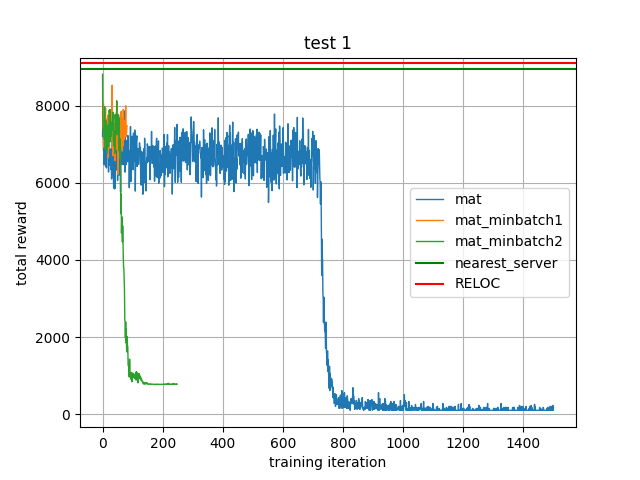 test 1
total reward
8000
6000
4000
2000
0
mat
mat_minbatch1
mat_minbatch2
nearest_server
RELOC
0 200 400 600 800 1000 1200 1400
training iteration